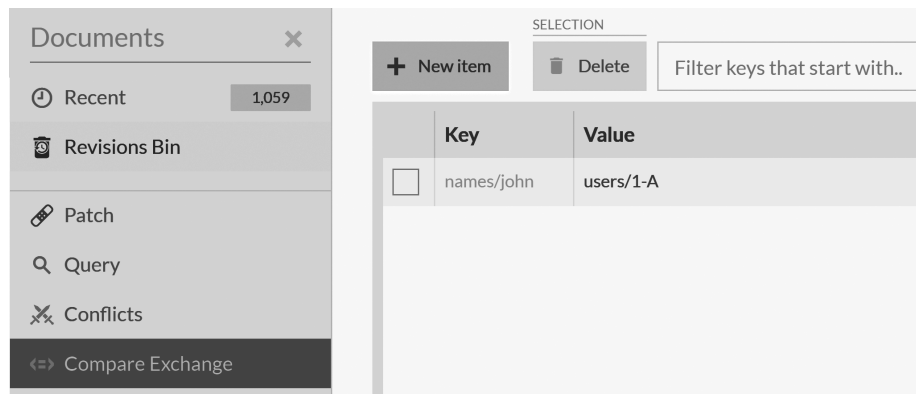 Documents
Recent 1,059
Revisions Bin
Patch
Query
Conflicts
Compare Exchange
SELECTION
New item Delete Filter keys that start with..
Key Value
names/john users/1-A